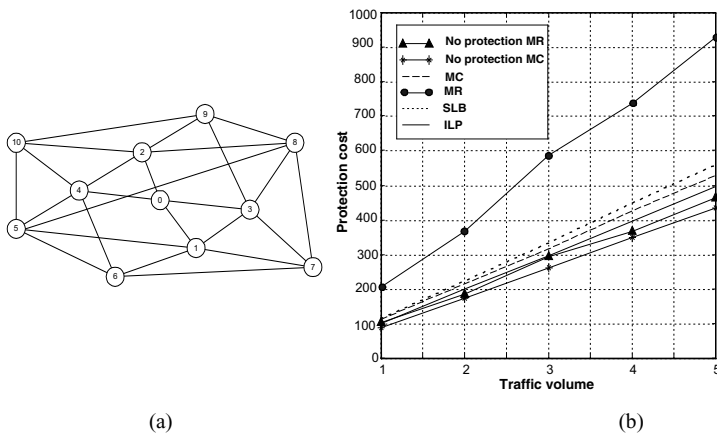 9
10
2
8
4
0
3
5
1
6
7
(a)
Protection cost
1000
900
800
700
600
500
400
300
200
100
0
No protection MR
No protection MC
MC
MR
SLB
ILP
1 2 3 4 5
Traffic volume
(b)